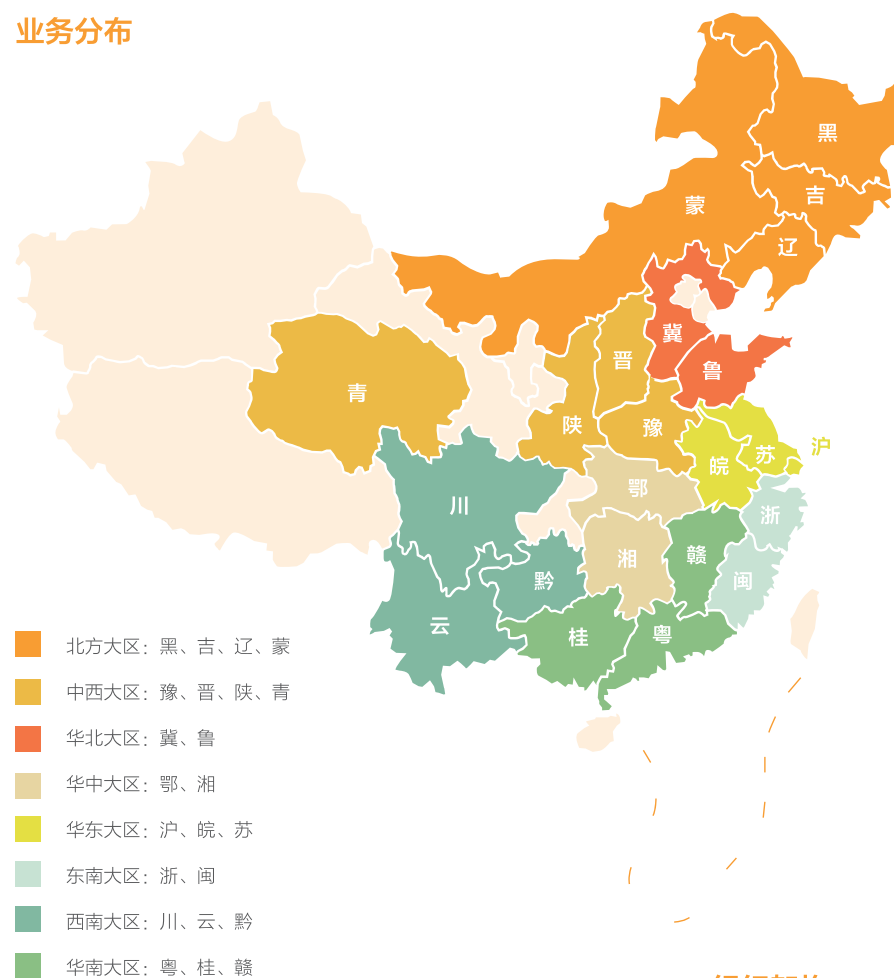 业务分布
黑
吉
蒙
辽
冀
晋
鲁
青
陕
豫
沪
苏
皖
鄂
川
浙
赣
湘
黔
闽
云
桂
粤
北方大区：黑、吉、辽、蒙
中西大区：豫、晋、陕、青
华北大区：冀、鲁
华中大区：鄂、湘
华东大区：沪、皖、苏
东南大区：浙、闽
西南大区：川、云、黔
华南大区：粤、桂、赣